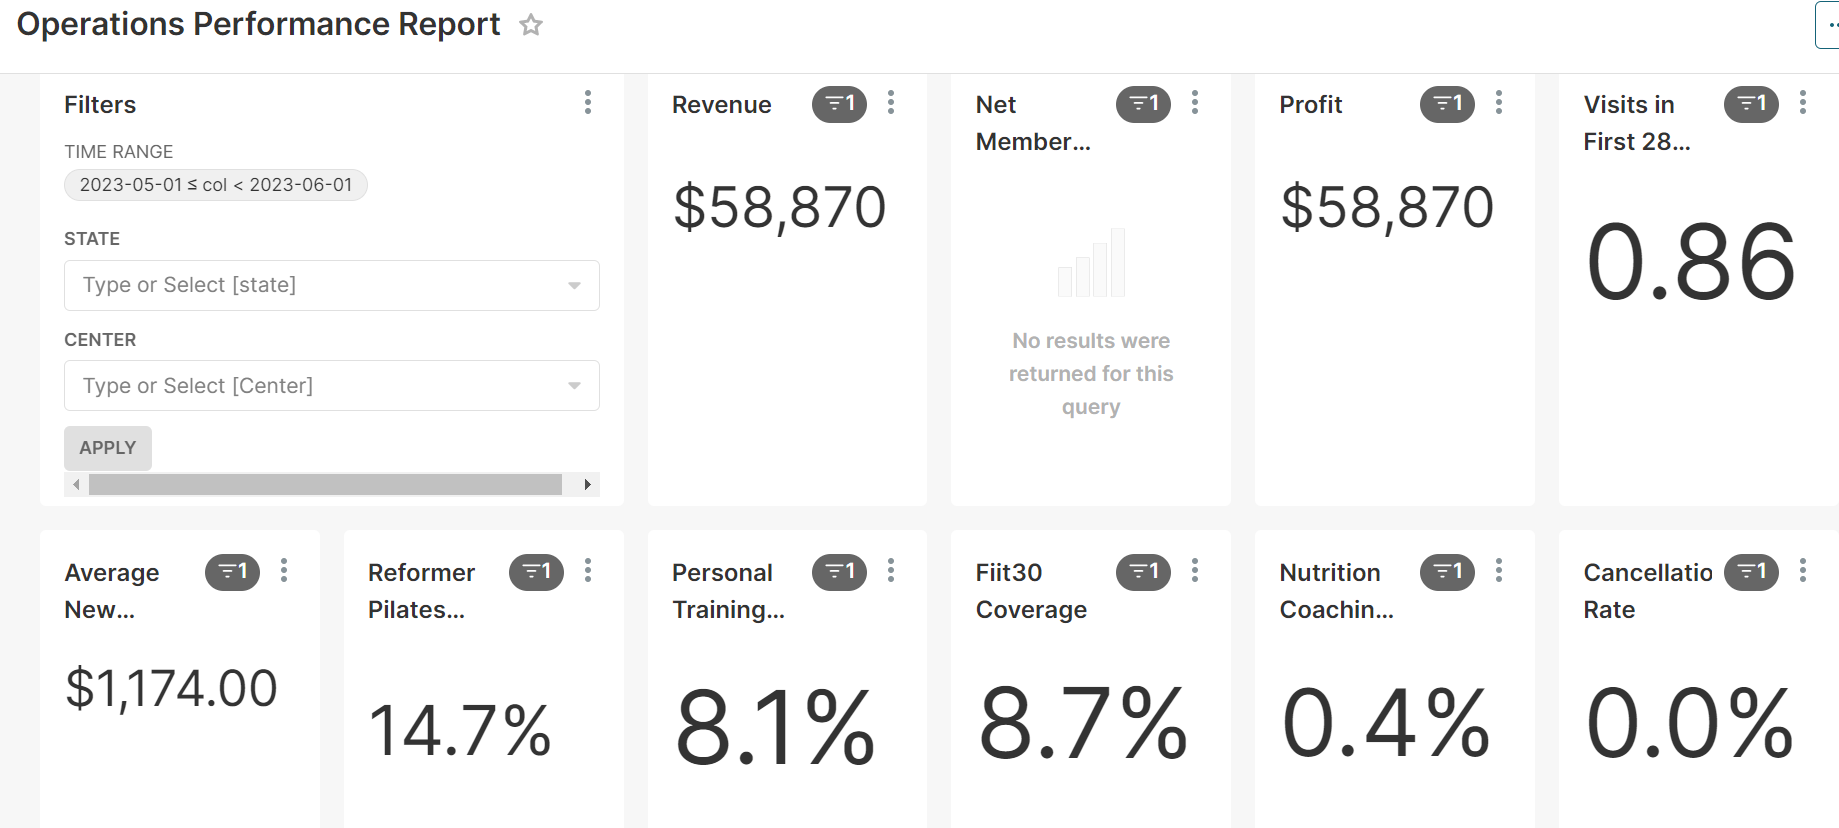 Operations Performance Report
Filters
TIME RANGE
2023-05-01 ≤ col < 2023-06-01
STATE
Type or Select [state]
CENTER
Type or Select [Center]
APPLY
Revenue
1
$58,870
Net
Member...
1
No results were
returned for this
query
Profit
1
$58,870
Visits in
First 28...
1
0.86
Average
New...
1
$1,174.00
Reformer
Pilates...
1
14.7%
Personal
Training...
1
8.1%
Fiit30
Coverage
1
8.7%
Nutrition
Coachin...
1
0.4%
Cancellatio
Rate
1
0.0%